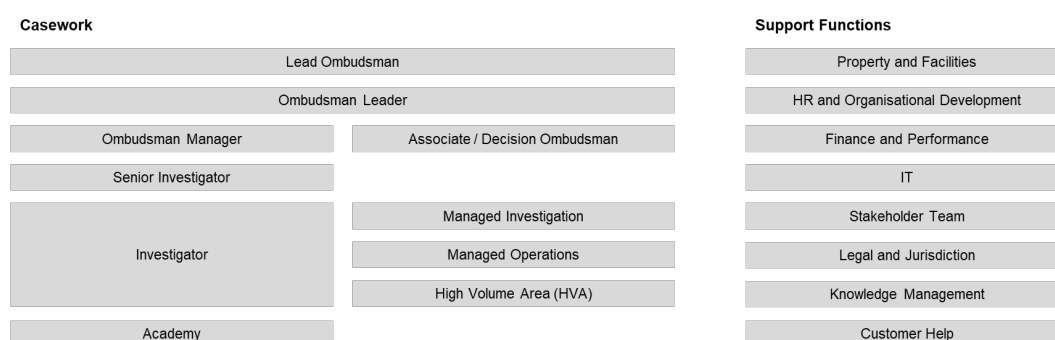 Casework
Support Functions
Lead Ombudsman
Property and Facilities
Ombudsman Leader
HR and Organisational Development
Ombudsman Manager
Associate / Decision Ombudsman
Finance and Performance
Senior Investigator
IT
Managed Investigation
Stakeholder Team
Investigator
Managed Operations
Legal and Jurisdiction
High Volume Area (HVA)
Knowledge Management
Academy
Customer Help